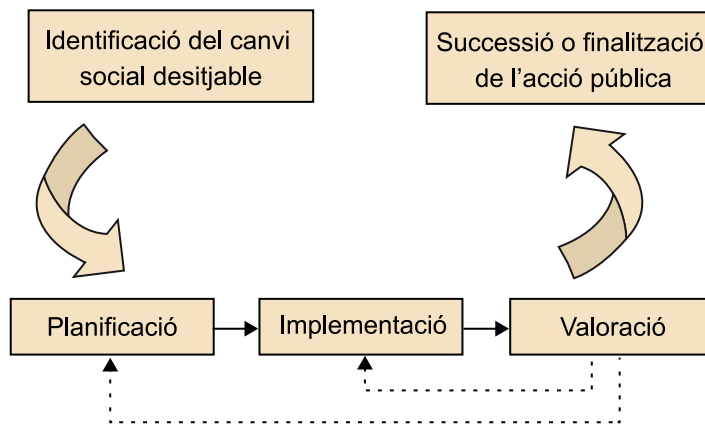 Identificació del canvi
social desitjable
Successió o finalització
de l'acció pública
Planificació
Implementació
Valoració